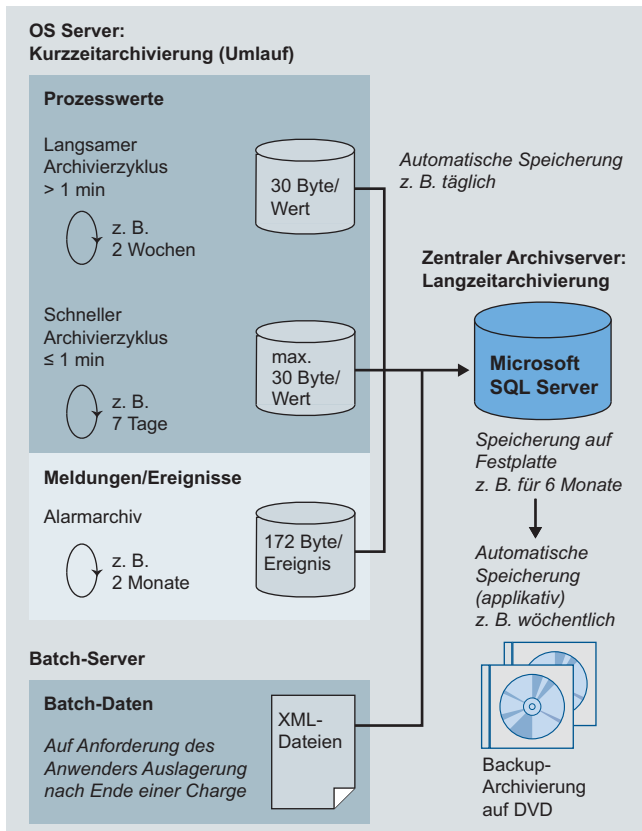 OS Server:
Kurzzeitarchivierung (Umlauf)
Prozesswerte
Langsamer
Archivierzyklus
> 1 min
z. B.
2 Wochen
30 Byte/
Wert
Schneller
Archivierzyklus
≤ 1 min
z. B.
7 Tage
max.
30 Byte/
Wert
Meldungen/Ereignisse
Alarmarchiv
z. B.
2 Monate
172 Byte/
Ereignis
Batch-Server
Batch-Daten
Auf Anforderung des
Anwenders Auslagerung
nach Ende einer Charge
XML-
Dateien
Automatische Speicherung
z. B. täglich
Zentraler Archivserver:
Langzeitarchivierung
Microsoft
SQL Server
Speicherung auf
Festplatte
z. B. für 6 Monate
Automatische
Speicherung
(applikativ)
z. B. wöchentlich
Backup-
Archivierung
auf DVD